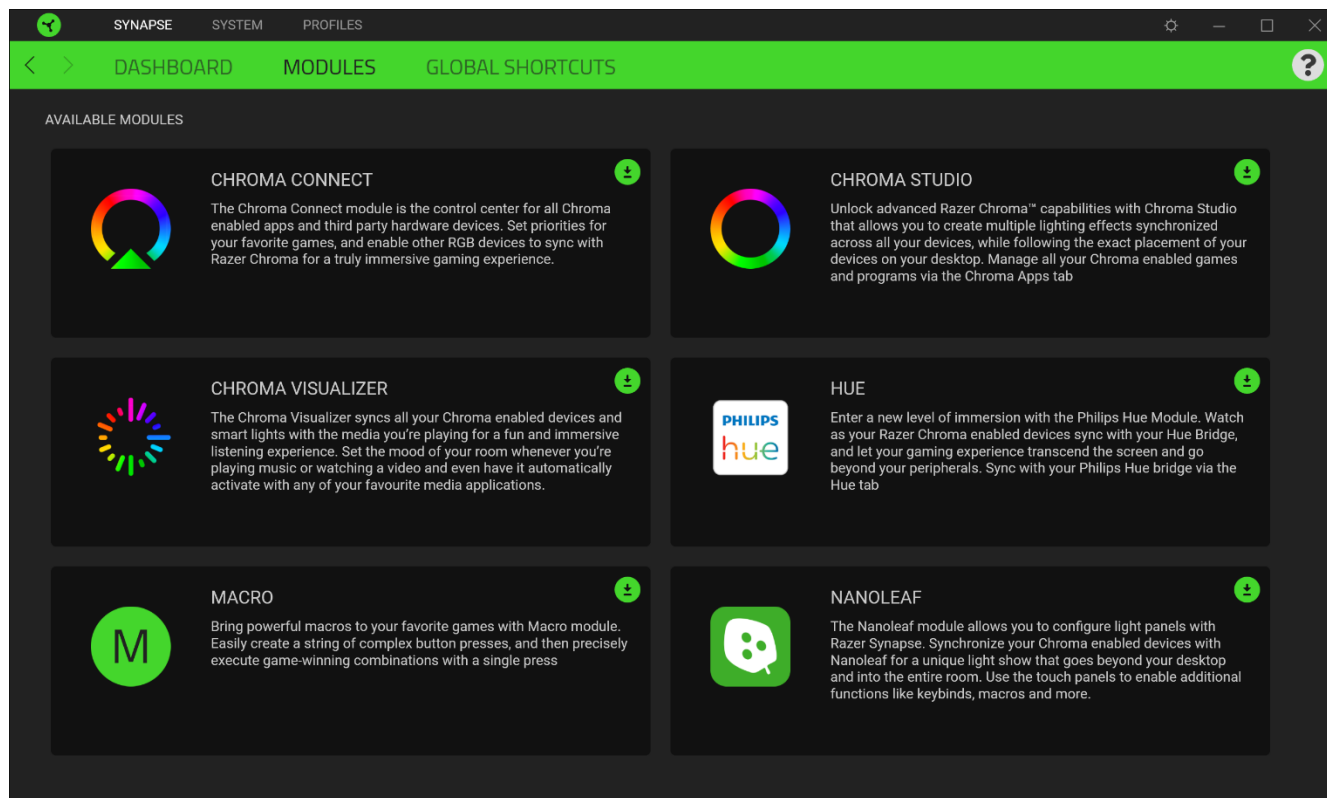 SYNAPSE SYSTEM PROFILES
DASHBOARD MODULES GLOBAL SHORTCUTS ?
AVAILABLE MODULES
CHROMA CONNECT
The Chroma Connect module is the control center for all Chroma
enabled apps and third party hardware devices. Set priorities for
your favorite games, and enable other RGB devices to sync with
Razer Chroma for a truly immersive gaming experience.
CHROMA STUDIO
Unlock advanced Razer Chroma™ capabilities with Chroma Studio
that allows you to create multiple lighting effects synchronized
across all your devices, while following the exact placement of your
devices on your desktop. Manage all your Chroma enabled games
and programs via the Chroma Apps tab
CHROMA VISUALIZER
The Chroma Visualizer syncs all your Chroma enabled devices and
smart lights with the media you're playing for a fun and immersive
listening experience. Set the mood of your room whenever you're
playing music or watching a video and even have it automatically
activate with any of your favourite media applications.
PHILIPS
hue
HUE
Enter a new level of immersion with the Philips Hue Module. Watch
as your Razer Chroma enabled devices sync with your Hue Bridge,
and let your gaming experience transcend the screen and go
beyond your peripherals. Sync with your Philips Hue bridge via the
Hue tab
M
MACRO
Bring powerful macros to your favorite games with Macro module.
Easily create a string of complex button presses, and then precisely
execute game-winning combinations with a single press
NANOLEAF
The Nanoleaf module allows you to configure light panels with
Razer Synapse. Synchronize your Chroma enabled devices with
Nanoleaf for a unique light show that goes beyond your desktop
and into the entire room. Use the touch panels to enable additional
functions like keybinds, macros and more.